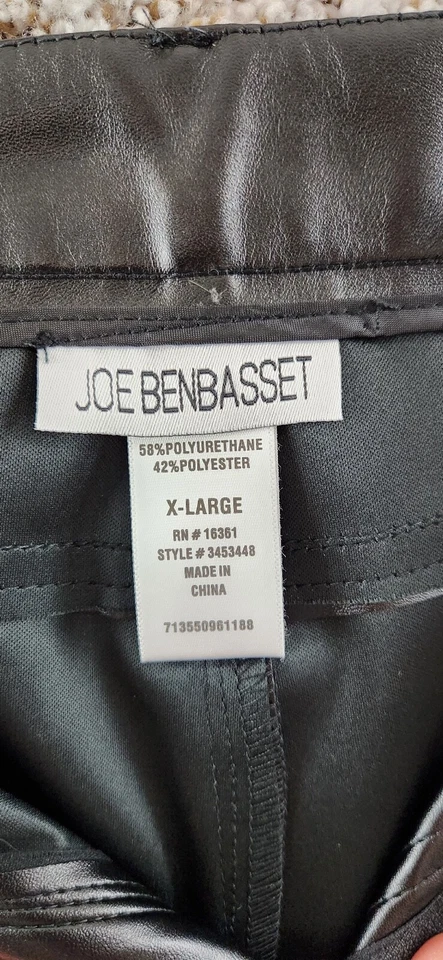 JOE BENBASSET
58%POLYURETHANE
42%POLYESTER
X-LARGE
RN # 16361
STYLE # 3453448
MADE IN
CHINA
713550961188